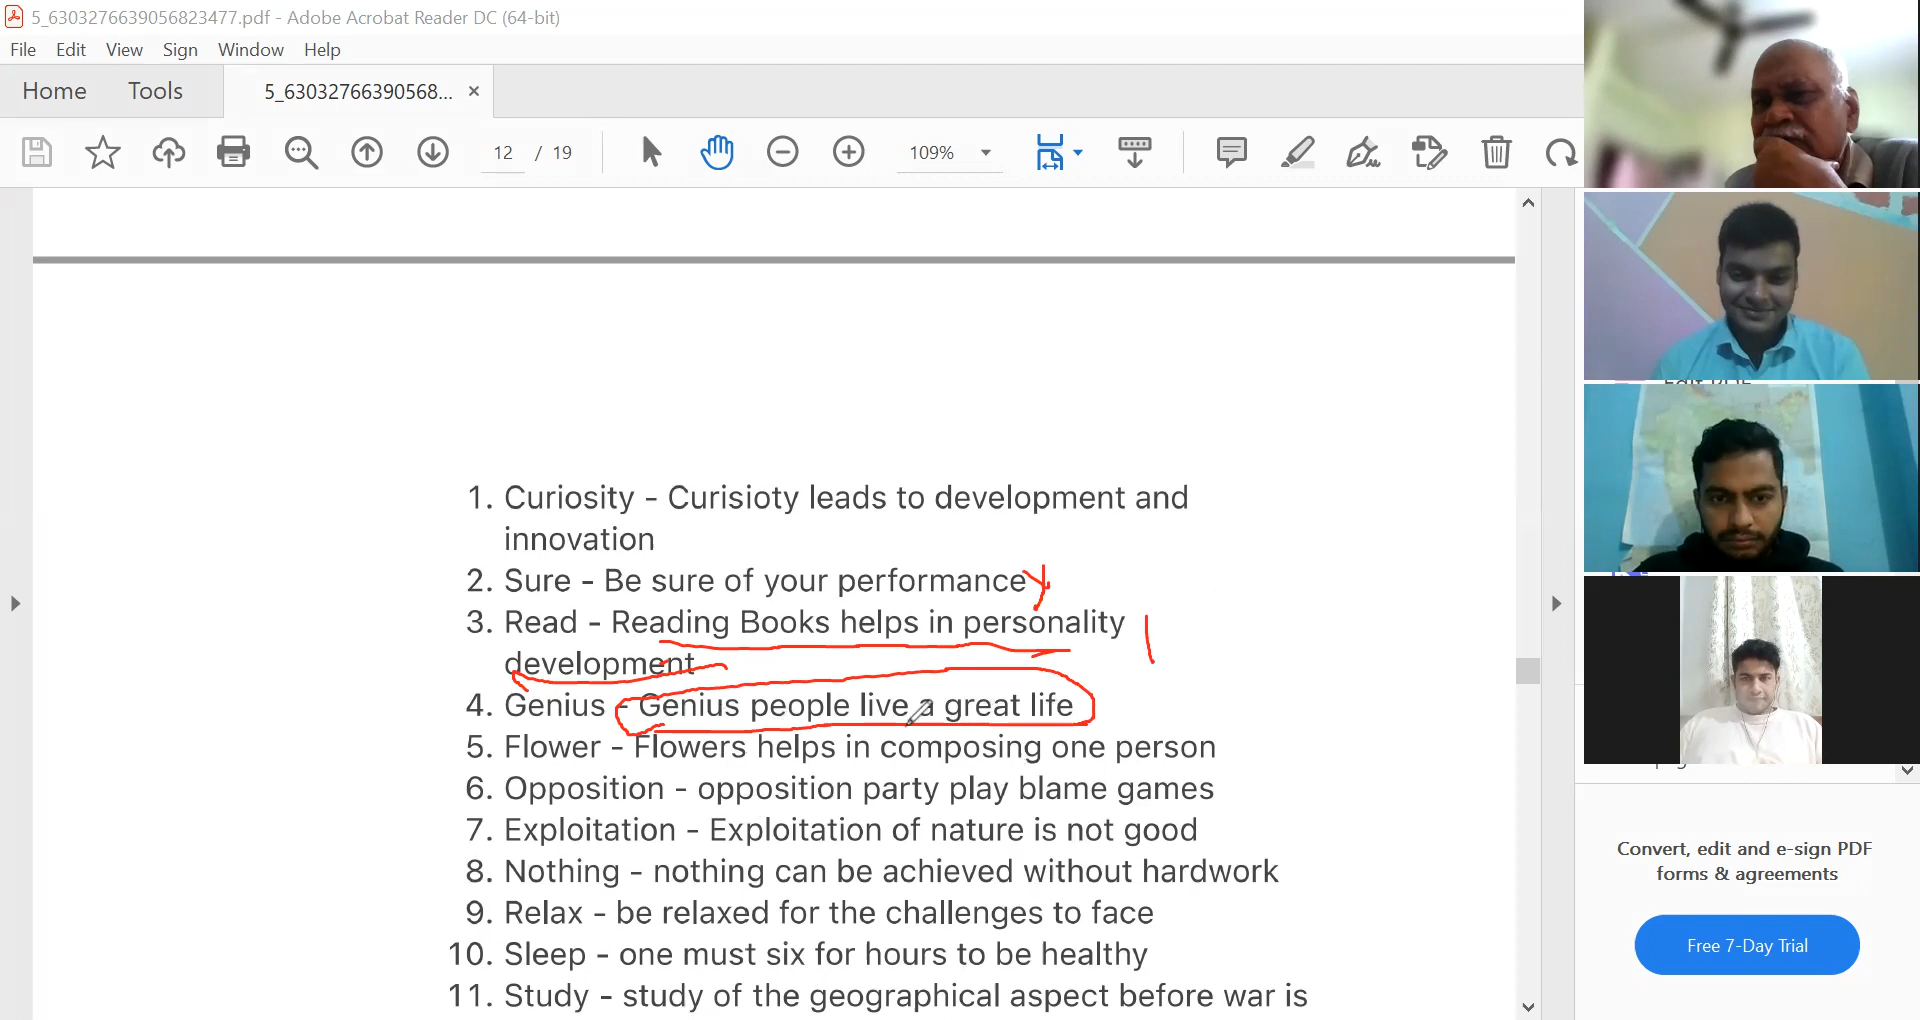 5_6303276639056823477.pdf - Adobe Acrobat Reader DC (64-bit)
File Edit View Sign Window Help
Home Tools 5_63032766390568... ×
12 / 19 109%
1. Curiosity - Curisioty leads to development and
innovation
2. Sure - Be sure of your performance
3. Read - Reading Books helps in personality
development
4. Genius - Genius people live a great life
5. Flower - Flowers helps in composing one person
6. Opposition - opposition party play blame games
7. Exploitation - Exploitation of nature is not good
8. Nothing - nothing can be achieved without hardwork
9. Relax - be relaxed for the challenges to face
10. Sleep - one must six for hours to be healthy
11. Study - study of the geographical aspect before war is
Convert, edit and e-sign PDF
forms & agreements
Free 7-Day Trial